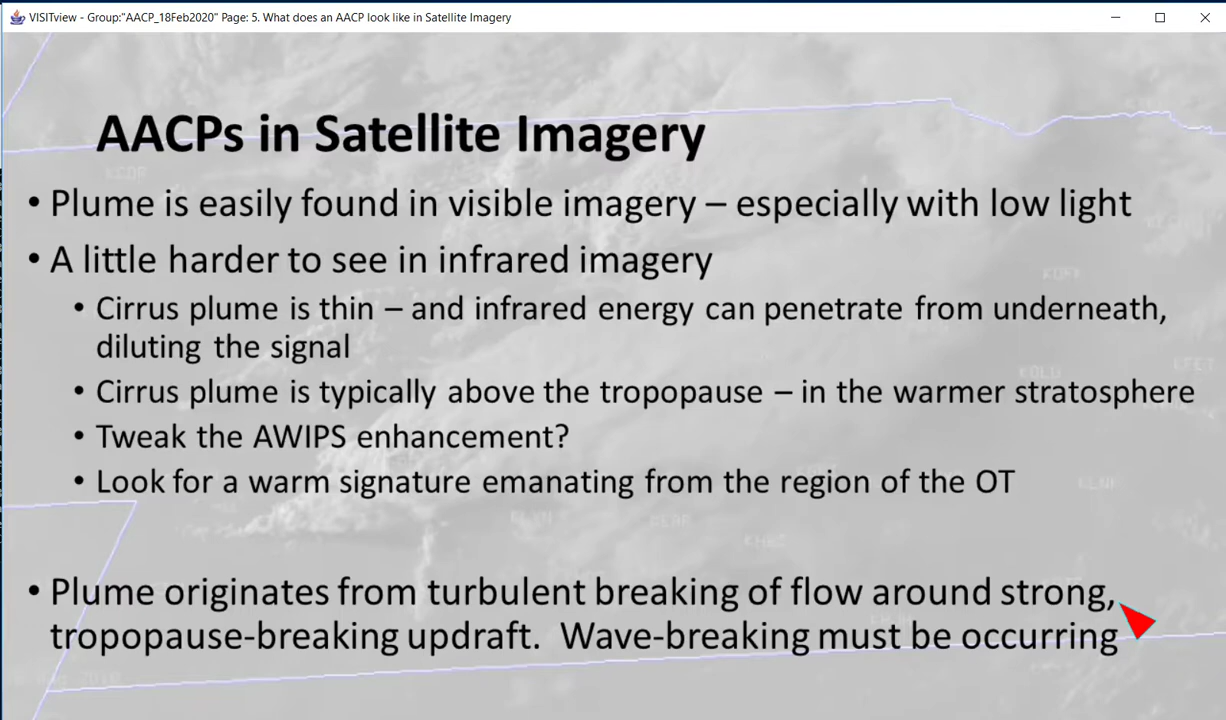 VISITview - Group:"AACP_18Feb2020" Page: 5. What does an AACP look like in Satellite Imagery
AACPs in Satellite Imagery
• Plume is easily found in visible imagery – especially with low light
• A little harder to see in infrared imagery
• Cirrus plume is thin – and infrared energy can penetrate from underneath,
diluting the signal
• Cirrus plume is typically above the tropopause – in the warmer stratosphere
• Tweak the AWIPS enhancement?
• Look for a warm signature emanating from the region of the OT
• Plume originates from turbulent breaking of flow around strong,
tropopause-breaking updraft. Wave-breaking must be occurring